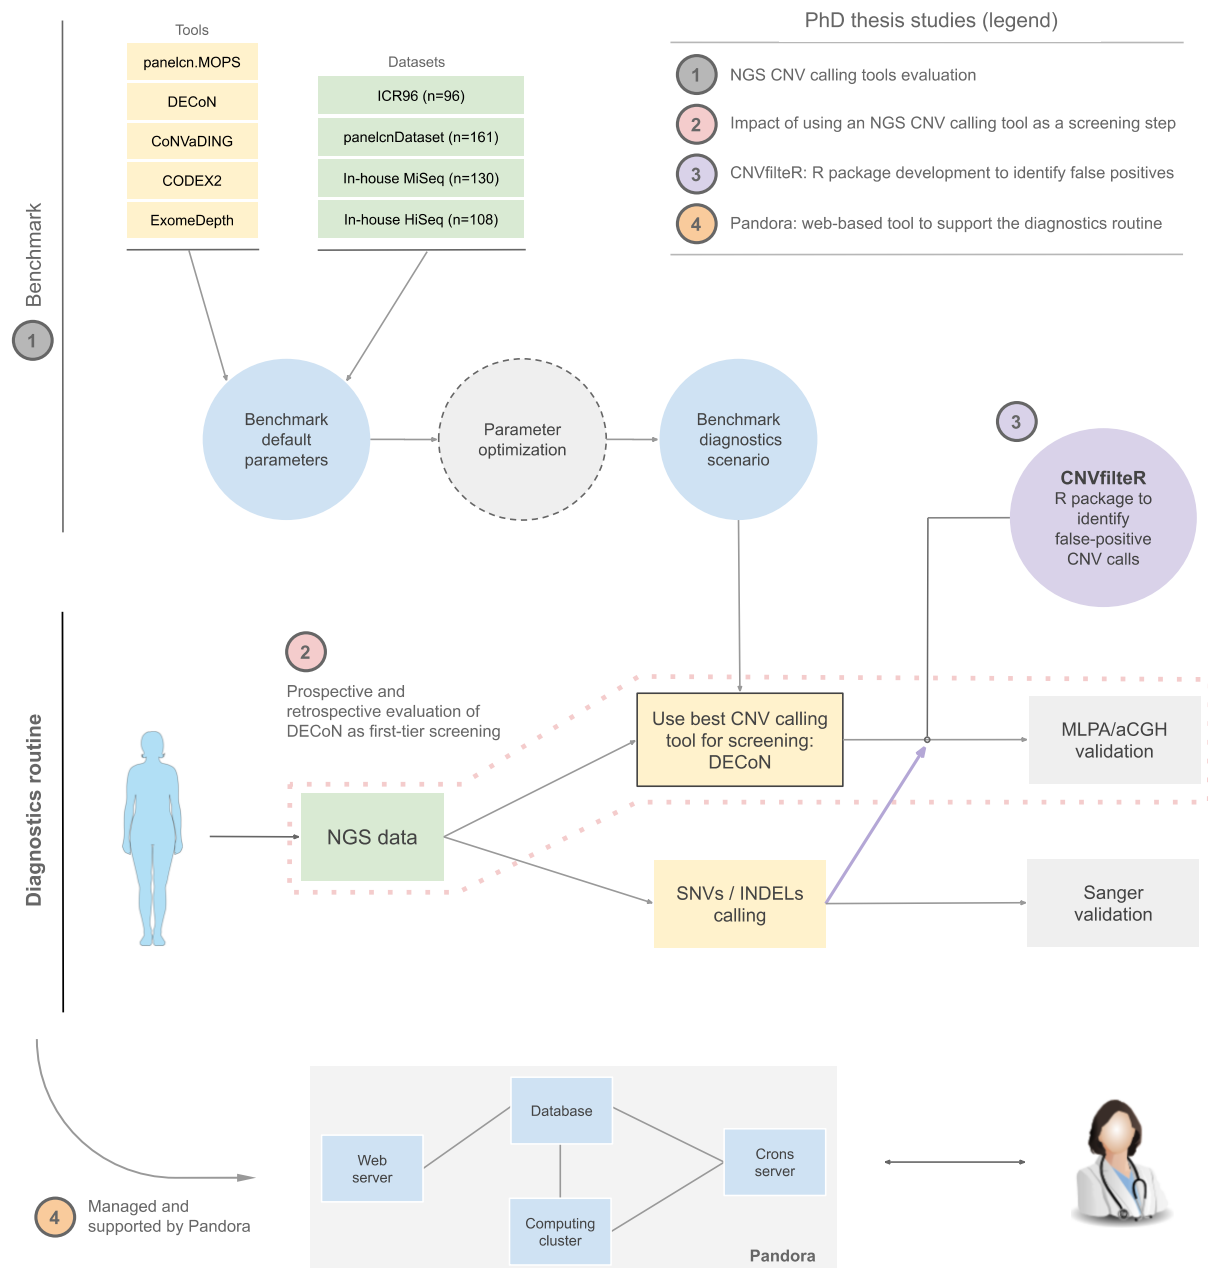 PhD thesis studies (legend)
1
NGS CNV calling tools evaluation
2
Impact of using an NGS CNV calling tool as a screening step
3
CNVfilteR: R package development to identify false positives
4
Pandora: web-based tool to support the diagnostics routine
Tools
panelcn.MOPS
DECoN
CoNVaDING
CODEX2
ExomeDepth
Datasets
ICR96 (n=96)
panelcnDataset (n=161)
In-house MiSeq (n=130)
In-house HiSeq (n=108)
1
Benchmark
Benchmark
default
parameters
Parameter
optimization
Benchmark
diagnostics
scenario
3
CNVfilteR
R package to
identify
false-positive
CNV calls
Diagnostics routine
2
Prospective and
retrospective evaluation of
DECoN as first-tier screening
NGS data
Use best CNV calling
tool for screening:
DECoN
MLPA/aCGH
validation
SNVs / INDELs
calling
Sanger
validation
4
Managed and
supported by Pandora
Web
server
Database
Computing
cluster
Crons
server
Pandora